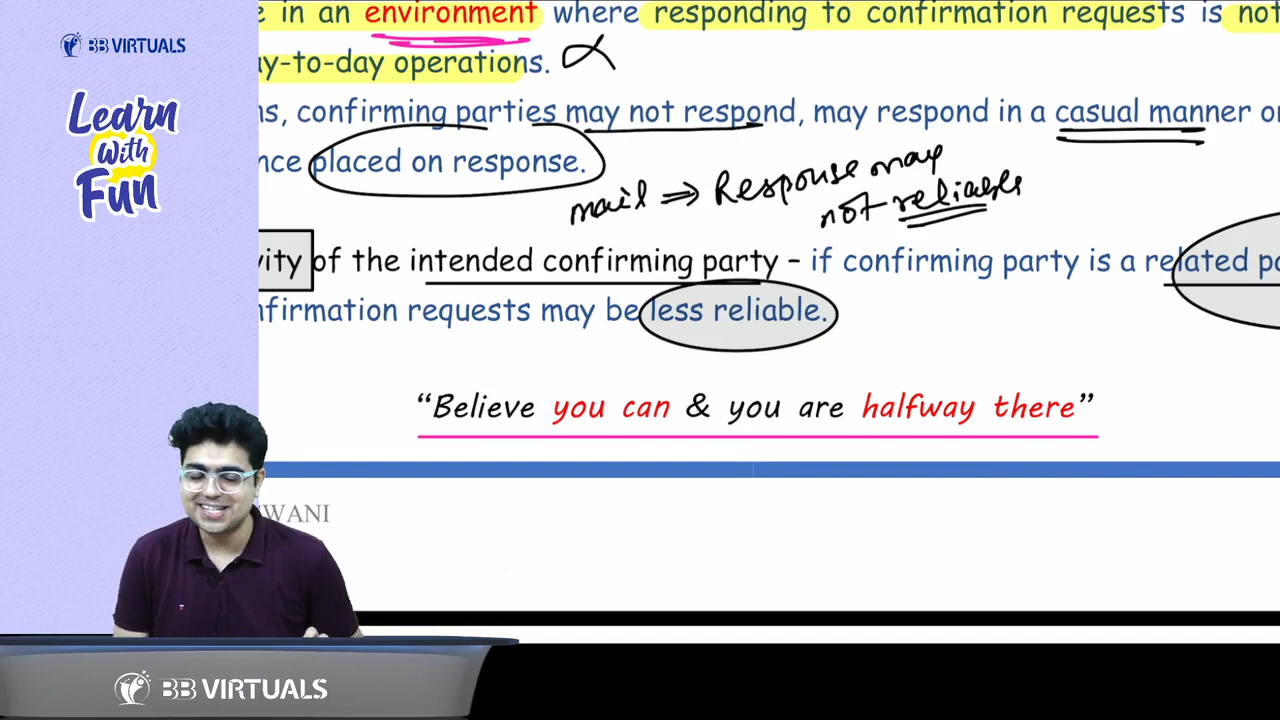 BB VIRTUALS
Learn
With
Fun
in an environment where responding to confirmation requests is not
ay-to-day operations.
ns, confirming parties may not respond, may respond in a casual manner or
nce placed on response.
mail ⇒ Response may
not reliable
vity of the intended confirming party – if confirming party is a related pa
nfirmation requests may be less reliable.
“Believe you can & you are halfway there”
SWANI
BB VIRTUALS